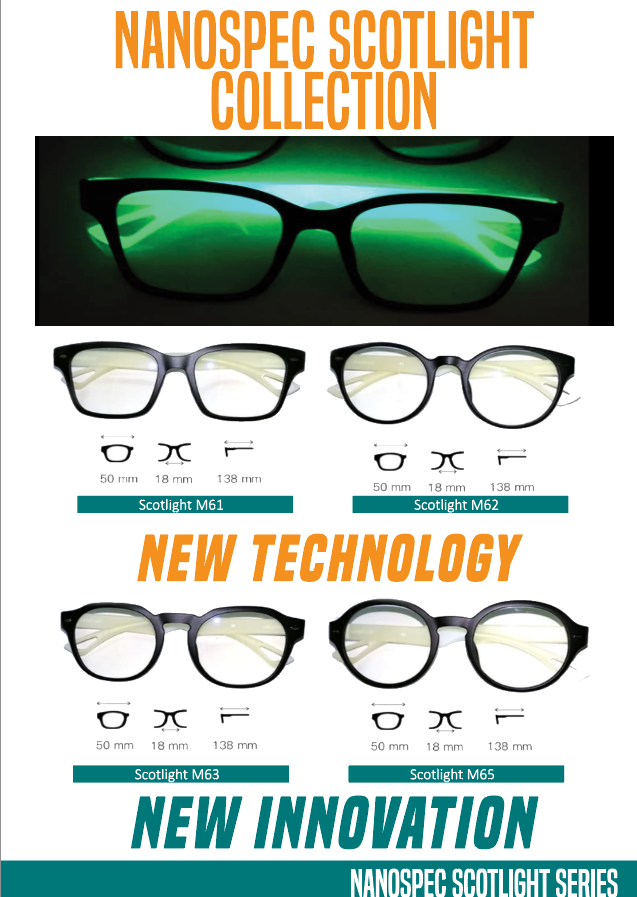 NANOSPEC SCOTLIGHT
COLLECTION
50 mm 18 mm 138 mm
Scotlight M61
50 mm 18 mm 138 mm
Scotlight M62
NEW TECHNOLOGY
50 mm 18 mm 138 mm
Scotlight M63
50 mm 18 mm 138 mm
Scotlight M65
NEW INNOVATION
NANOSPEC SCOTLIGHT SERIES